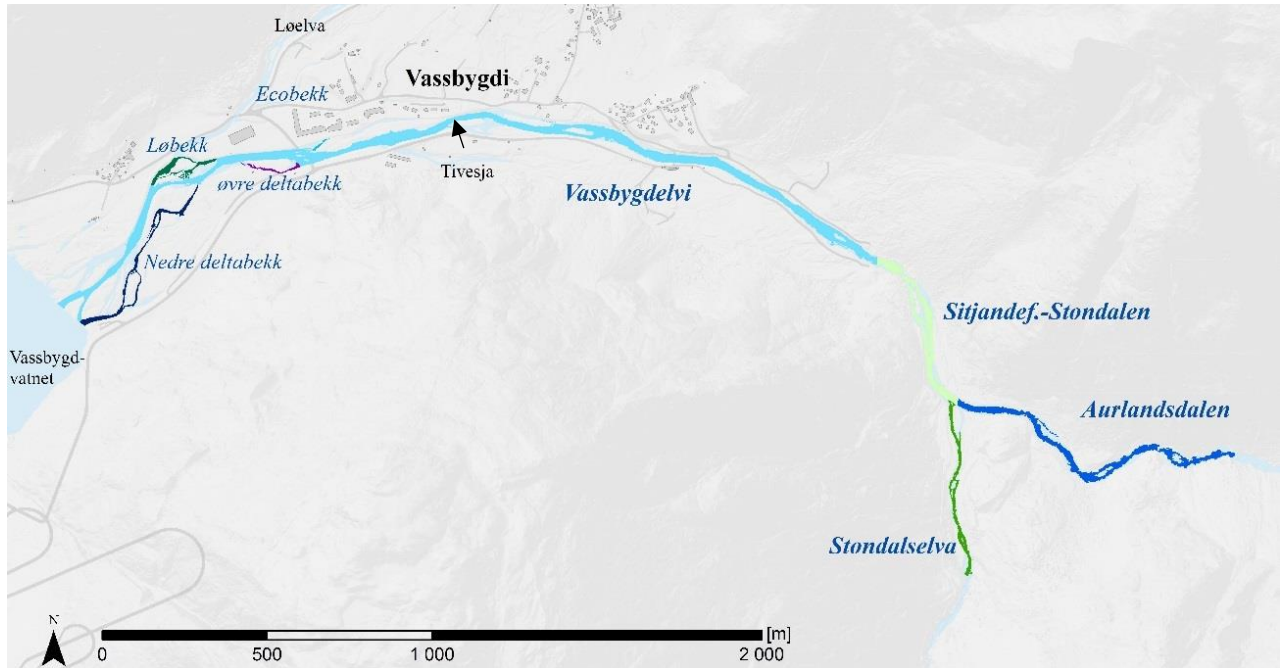 Løelva
Vassbygdi
Ecobekk
Løbekk
Tivesja
øvre deltabekk
Vassbygdelvi
Nedre deltabekk
Sitjandef.-Stondalen
Vassbygd-
vatnet
Aurlandsdalen
Stondalselva
N
[m]
0 500 1 000 2 000